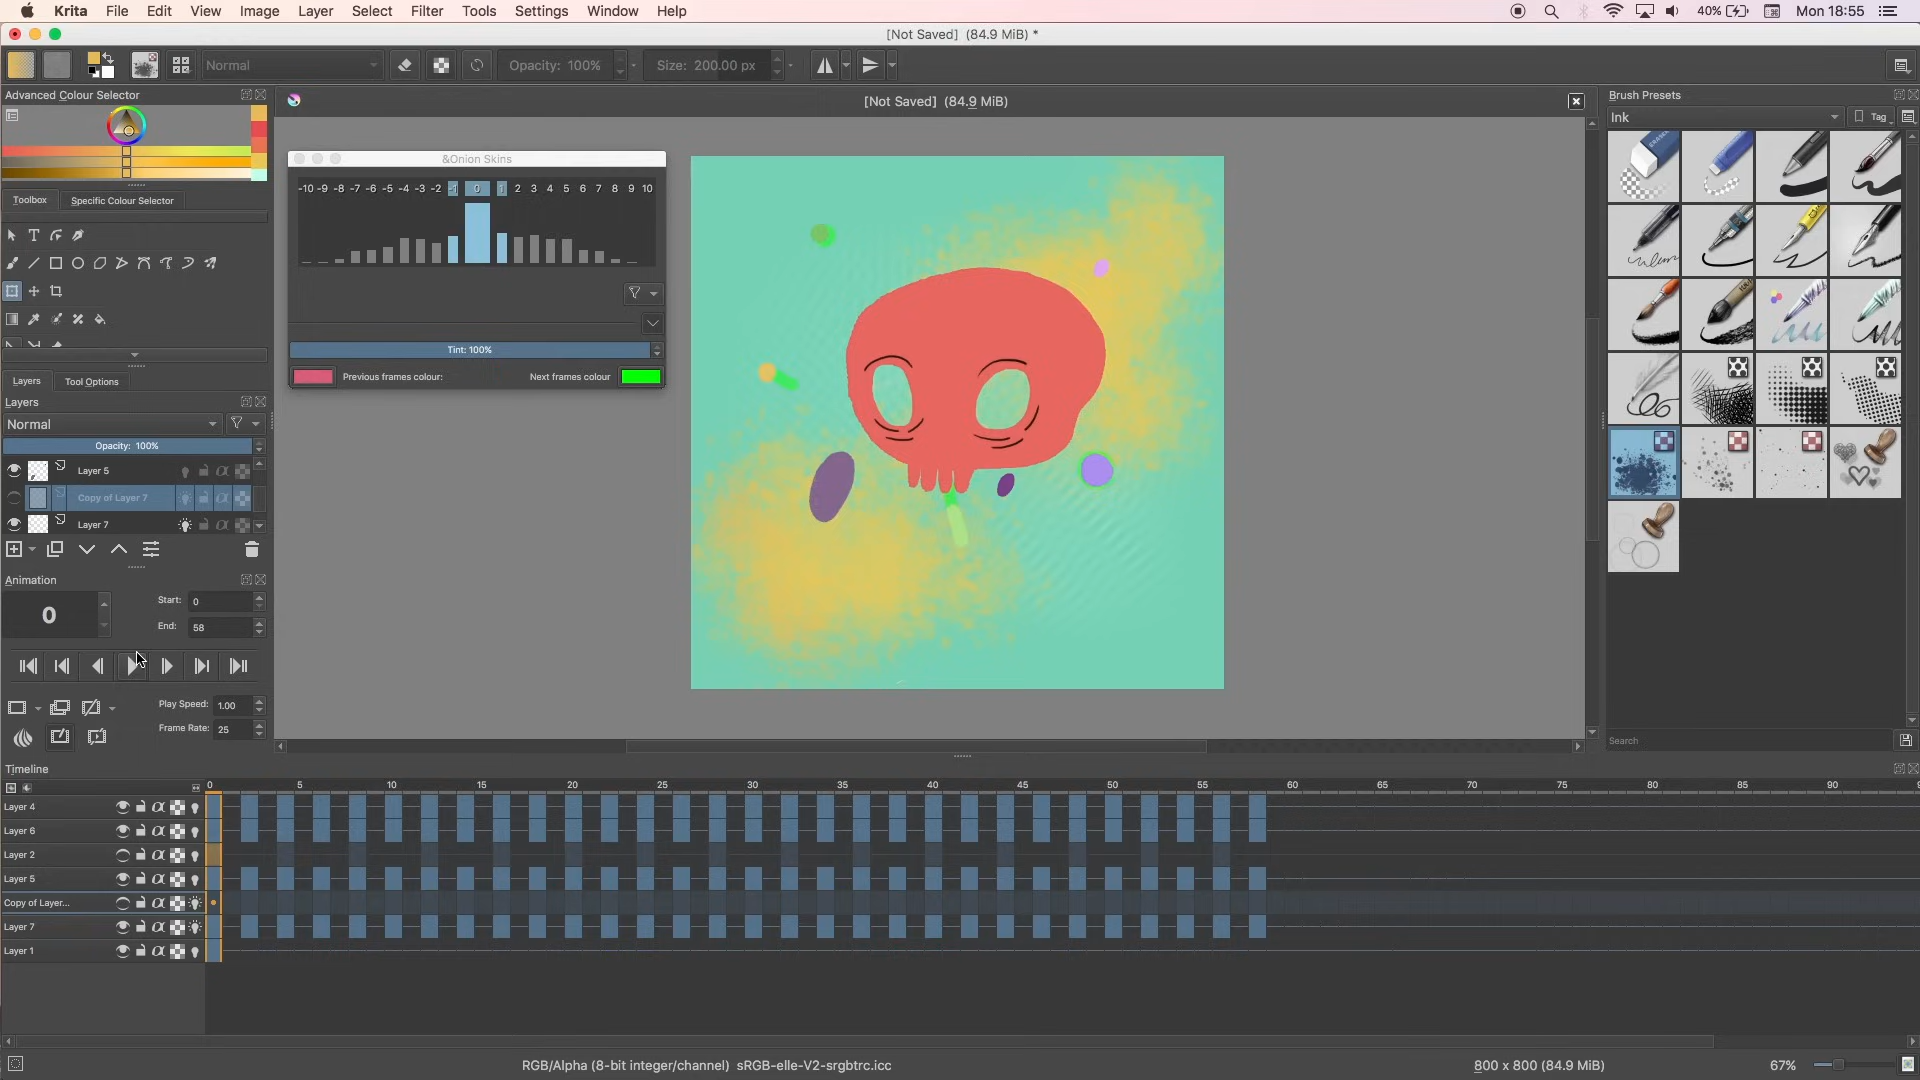 Krita File Edit View Image Layer Select Filter Tools Settings Window Help 40% Mon 18:55
[Not Saved] (84.9 MiB) *
Normal Opacity: 100% Size: 200.00 px
Advanced Colour Selector
[Not Saved] (84.9 MiB)
Brush Presets
Ink Tag
&Onion Skins
-10 -9 -8 -7 -6 -5 -4 -3 -2 -1 0 1 2 3 4 5 6 7 8 9 10
Toolbox Specific Colour Selector
Tint: 100%
Previous frames colour: Next frames colour
Layers Tool Options
Layers
Normal
Opacity: 100%
Layer 5
Copy of Layer 7
Layer 7
Animation
0
Start: 0
End: 58
Play Speed: 1.00
Frame Rate: 25
Search
Timeline
0 5 10 15 20 25 30 35 40 45 50 55 60 65 70 75 80 85 90
Layer 4
Layer 6
Layer 2
Layer 5
Copy of Layer...
Layer 7
Layer 1
RGB/Alpha (8-bit integer/channel) sRGB-elle-V2-srgbtrc.icc 800 x 800 (84.9 MiB) 67%